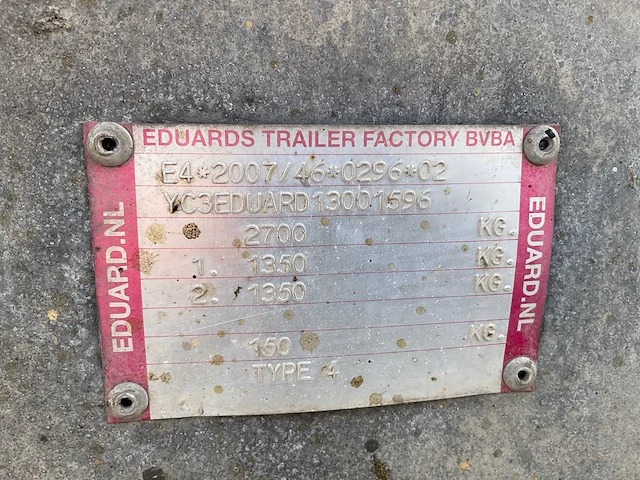 EDUARDS TRAILER FACTORY BVBA
E4*2007/46*0296*02
YC3EDUARD13001596
2700 KG.
1. 1350 KG.
2. 1350 KG.
150 KG.
TYPE 4
EDUARD.NL
EDUARD.NL